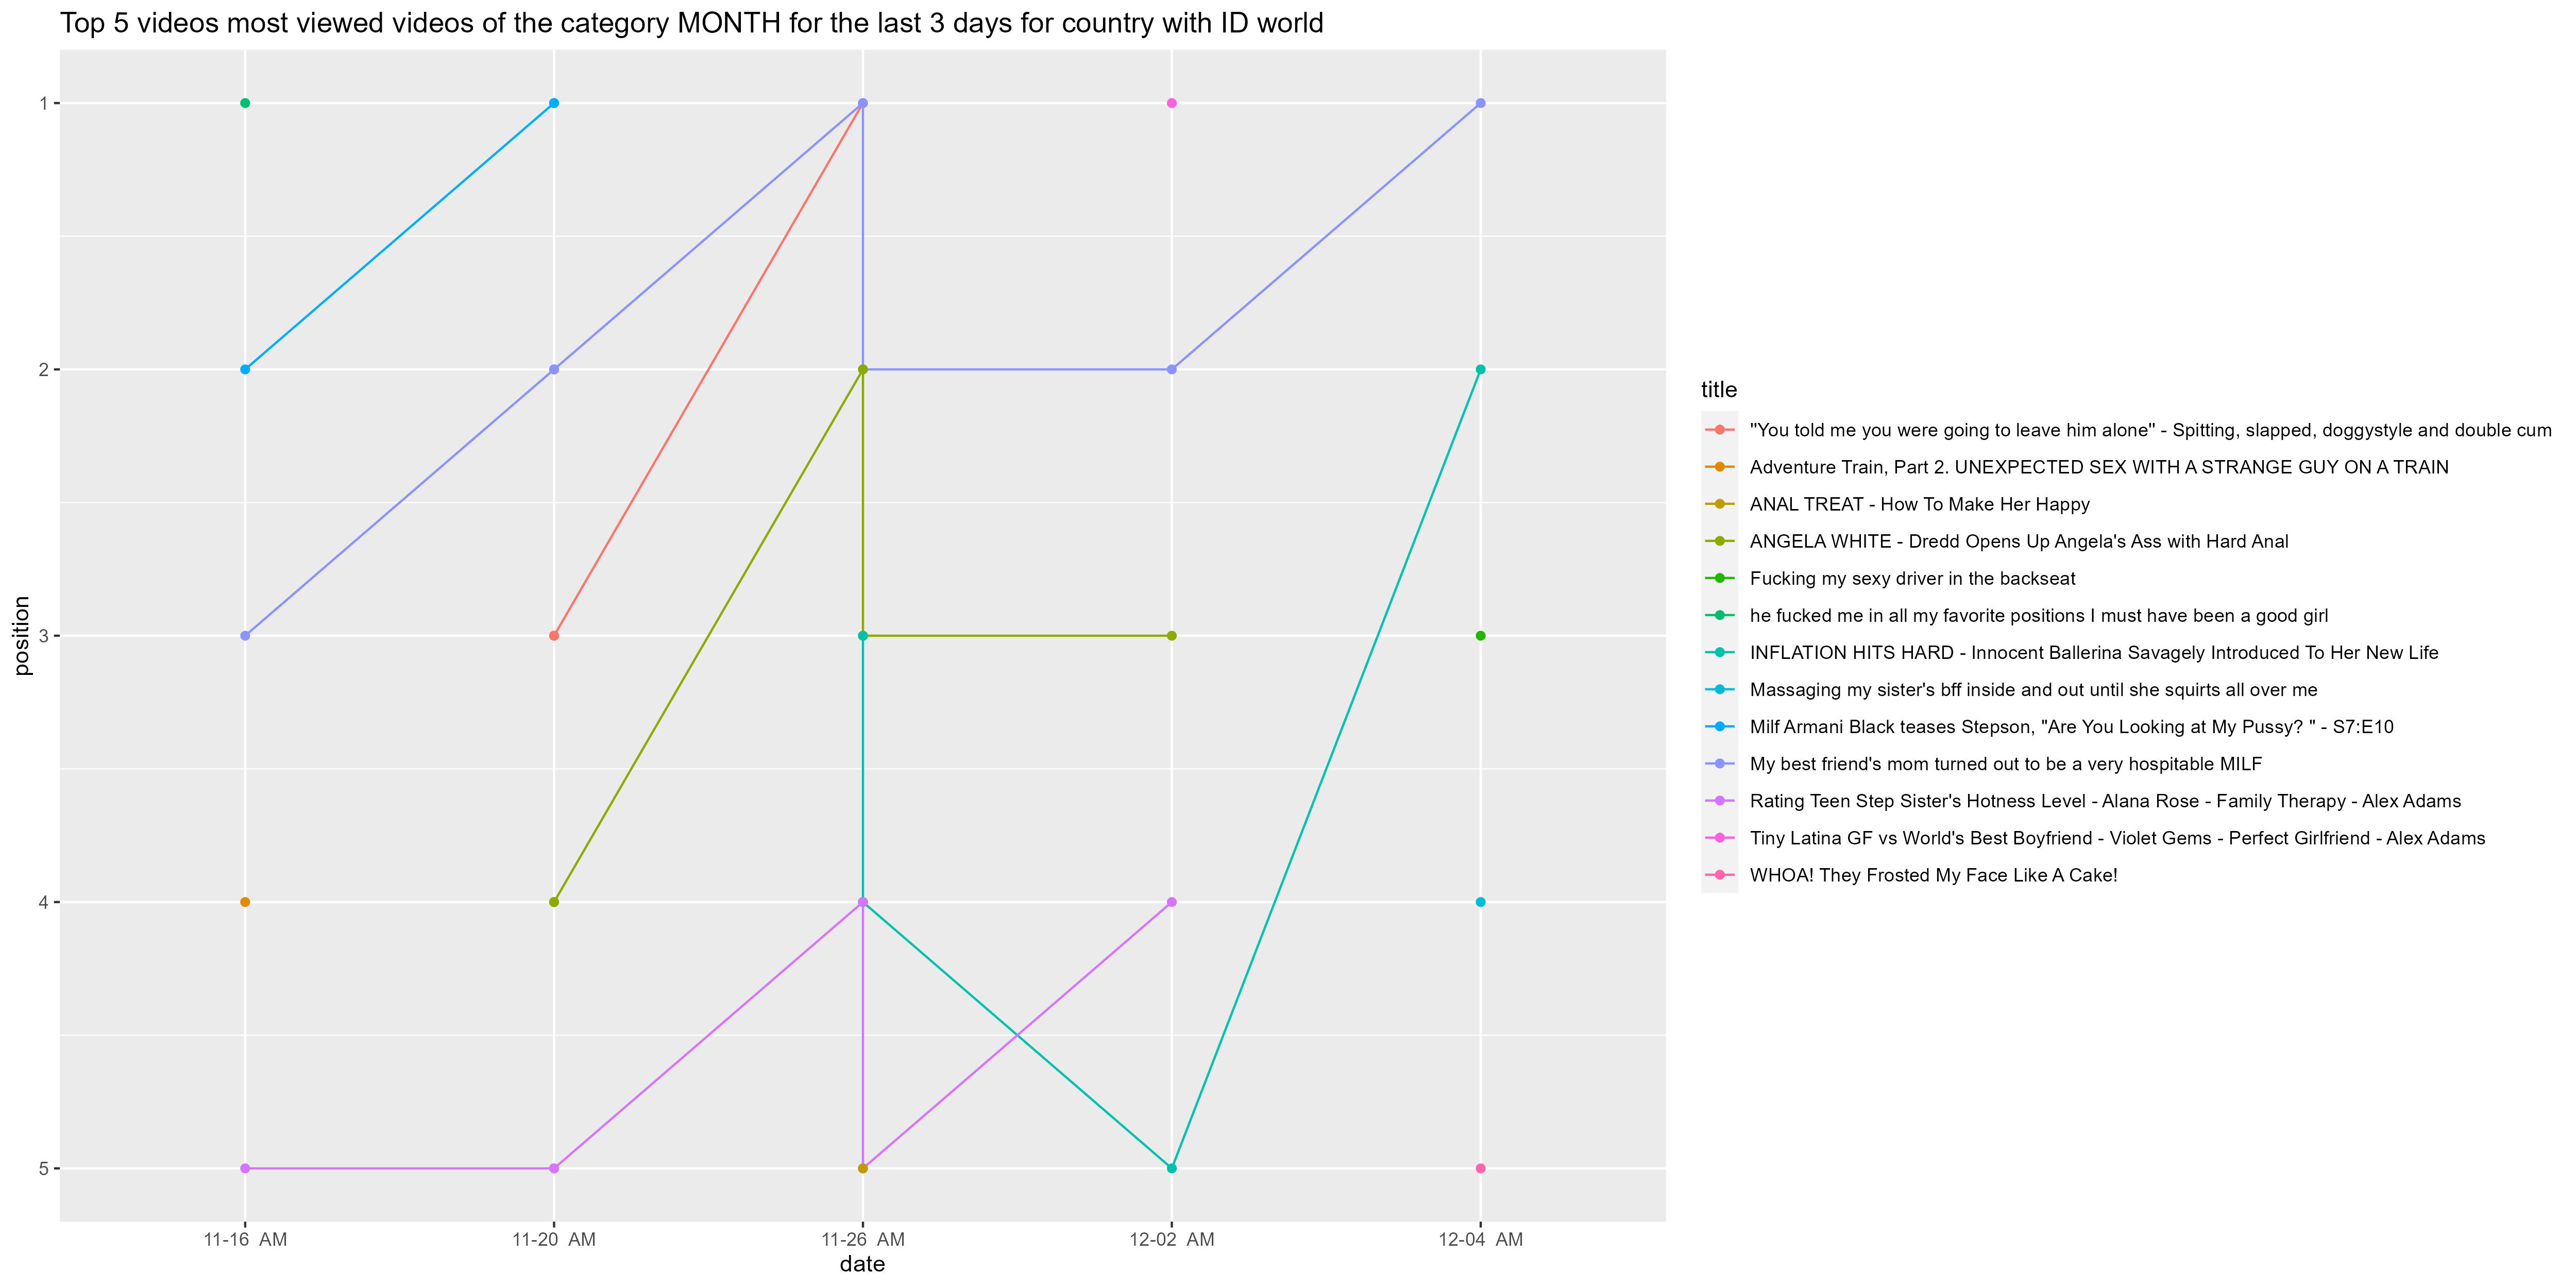 Top 5 videos most viewed videos of the category MONTH for the last 3 days for country with ID world
1
2
3
4
5
position
11-16 AM
11-20 AM
11-26 AM
12-02 AM
12-04 AM
date
title
"You told me you were going to leave him alone" - Spitting, slapped, doggystyle and double cum
Adventure Train, Part 2. UNEXPECTED SEX WITH A STRANGE GUY ON A TRAIN
ANAL TREAT - How To Make Her Happy
ANGELA WHITE - Dredd Opens Up Angela's Ass with Hard Anal
Fucking my sexy driver in the backseat
he fucked me in all my favorite positions I must have been a good girl
INFLATION HITS HARD - Innocent Ballerina Savagely Introduced To Her New Life
Massaging my sister's bff inside and out until she squirts all over me
Milf Armani Black teases Stepson, "Are You Looking at My Pussy? " - S7:E10
My best friend's mom turned out to be a very hospitable MILF
Rating Teen Step Sister's Hotness Level - Alana Rose - Family Therapy - Alex Adams
Tiny Latina GF vs World's Best Boyfriend - Violet Gems - Perfect Girlfriend - Alex Adams
WHOA! They Frosted My Face Like A Cake!